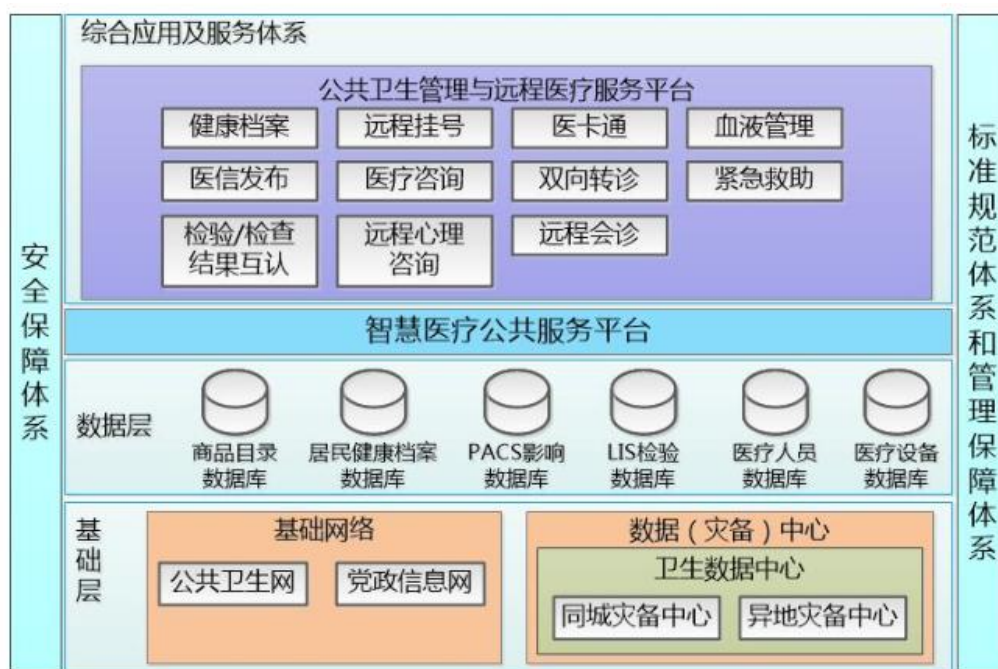 综合应用及服务体系
公共卫生管理与远程医疗服务平台
健康档案
远程挂号
医卡通
血液管理
医信发布
医疗咨询
双向转诊
紧急救助
检验/检查
结果互认
远程心理
咨询
远程会诊
安全保障体系
标准规范体系和管理保障体系
智慧医疗公共服务平台
数据层
商品目录
数据库
居民健康档案
数据库
PACS影响
数据库
LIS检验
数据库
医疗人员
数据库
医疗设备
数据库
基础层
基础网络
公共卫生网
党政信息网
数据(灾备)中心
卫生数据中心
同城灾备中心
异地灾备中心